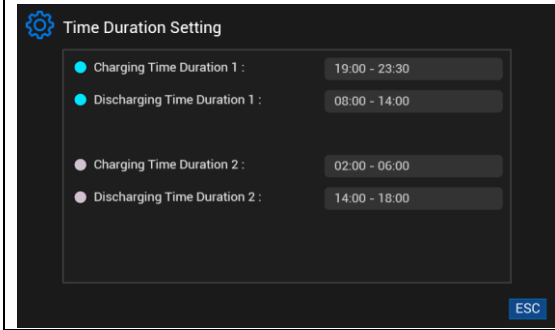 Time Duration Setting
Charging Time Duration 1 : 19:00 - 23:30
Discharging Time Duration 1 : 08:00 - 14:00
Charging Time Duration 2 : 02:00 - 06:00
Discharging Time Duration 2 : 14:00 - 18:00
ESC